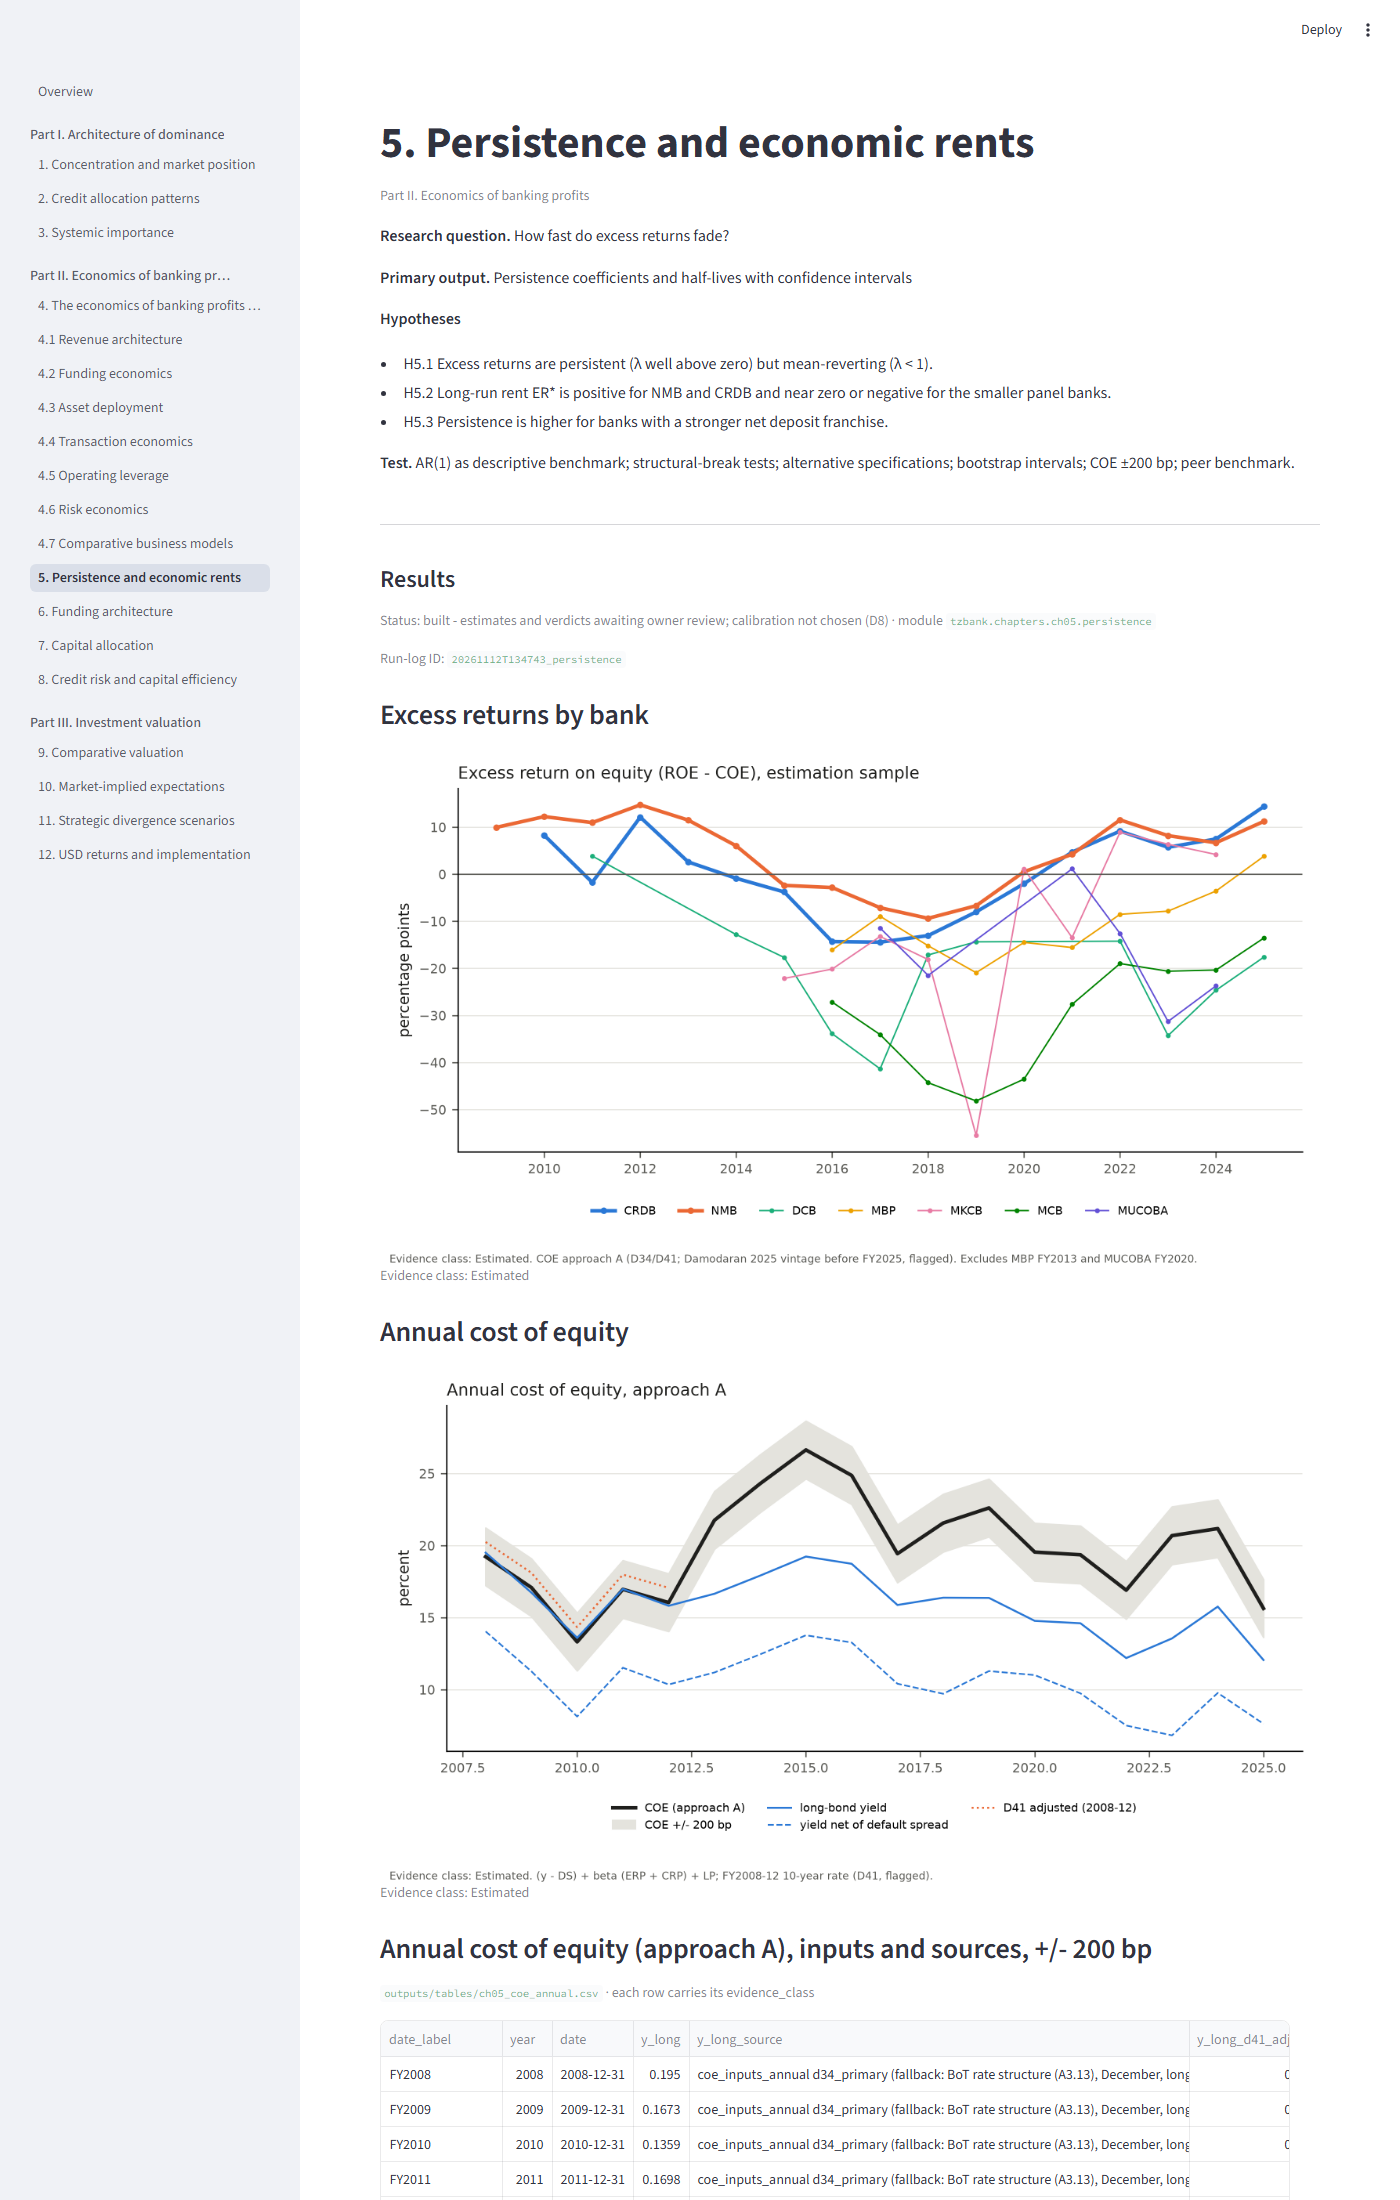 Deploy
Overview
Part I. Architecture of dominance
1. Concentration and market position
2. Credit allocation patterns
3. Systemic importance
Part II. Economics of banking pr…
4. The economics of banking profits …
4.1 Revenue architecture
4.2 Funding economics
4.3 Asset deployment
4.4 Transaction economics
4.5 Operating leverage
4.6 Risk economics
4.7 Comparative business models
5. Persistence and economic rents
6. Funding architecture
7. Capital allocation
8. Credit risk and capital efficiency
Part III. Investment valuation
9. Comparative valuation
10. Market-implied expectations
11. Strategic divergence scenarios
12. USD returns and implementation
5. Persistence and economic rents
Part II. Economics of banking profits
Research question. How fast do excess returns fade?
Primary output. Persistence coefficients and half-lives with confidence intervals
Hypotheses
• H5.1 Excess returns are persistent (λ well above zero) but mean-reverting (λ < 1).
• H5.2 Long-run rent ER* is positive for NMB and CRDB and near zero or negative for the smaller panel banks.
• H5.3 Persistence is higher for banks with a stronger net deposit franchise.
Test. AR(1) as descriptive benchmark; structural-break tests; alternative specifications; bootstrap intervals; COE ±200 bp; peer benchmark.
Results
Status: built - estimates and verdicts awaiting owner review; calibration not chosen (D8) · module tzbank.chapters.ch05.persistence
Run-log ID: 20261112T134743_persistence
Excess returns by bank
Excess return on equity (ROE - COE), estimation sample
percentage points
10
0
−10
−20
−30
−40
−50
2010 2012 2014 2016 2018 2020 2022 2024
CRDB NMB DCB MBP MKCB MCB MUCOBA
Evidence class: Estimated. COE approach A (D34/D41; Damodaran 2025 vintage before FY2025, flagged). Excludes MBP FY2013 and MUCOBA FY2020.
Evidence class: Estimated
Annual cost of equity
Annual cost of equity, approach A
percent
25
20
15
10
2007.5 2010.0 2012.5 2015.0 2017.5 2020.0 2022.5 2025.0
COE (approach A) long-bond yield D41 adjusted (2008-12)
COE +/- 200 bp yield net of default spread
Evidence class: Estimated. (y - DS) + beta (ERP + CRP) + LP; FY2008-12 10-year rate (D41, flagged).
Evidence class: Estimated
Annual cost of equity (approach A), inputs and sources, +/- 200 bp
outputs/tables/ch05_coe_annual.csv · each row carries its evidence_class
date_label year date y_long y_long_source y_long_d41_adj
FY2008 2008 2008-12-31 0.195 coe_inputs_annual d34_primary (fallback: BoT rate structure (A3.13), December, long 0
FY2009 2009 2009-12-31 0.1673 coe_inputs_annual d34_primary (fallback: BoT rate structure (A3.13), December, long 0
FY2010 2010 2010-12-31 0.1359 coe_inputs_annual d34_primary (fallback: BoT rate structure (A3.13), December, long 0
FY2011 2011 2011-12-31 0.1698 coe_inputs_annual d34_primary (fallback: BoT rate structure (A3.13), December, long 0